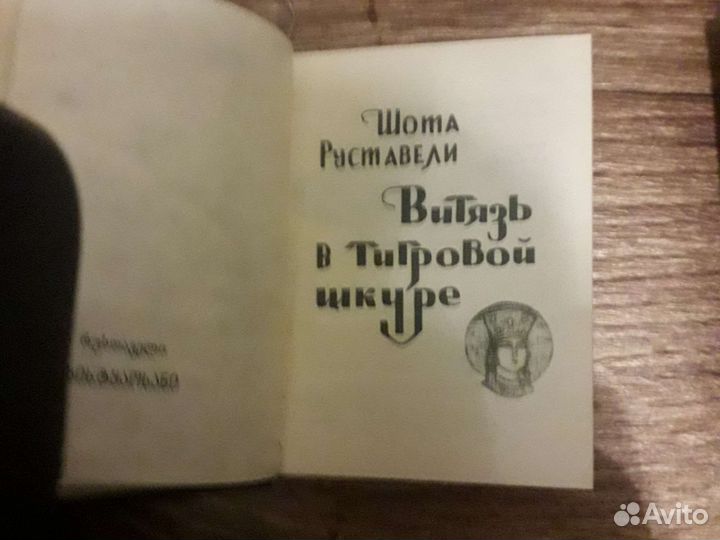 Шота
Руставели
Витязь
в тигровой
шкуре
Avito